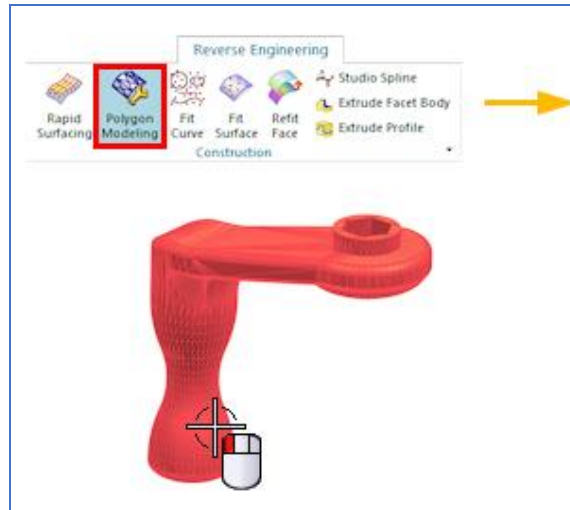 Reverse Engineering
Rapid Surfacing
Polygon Modeling
Fit Curve
Fit Surface
Refit Face
Studio Spline
Extrude Facet Body
Extrude Profile
Construction